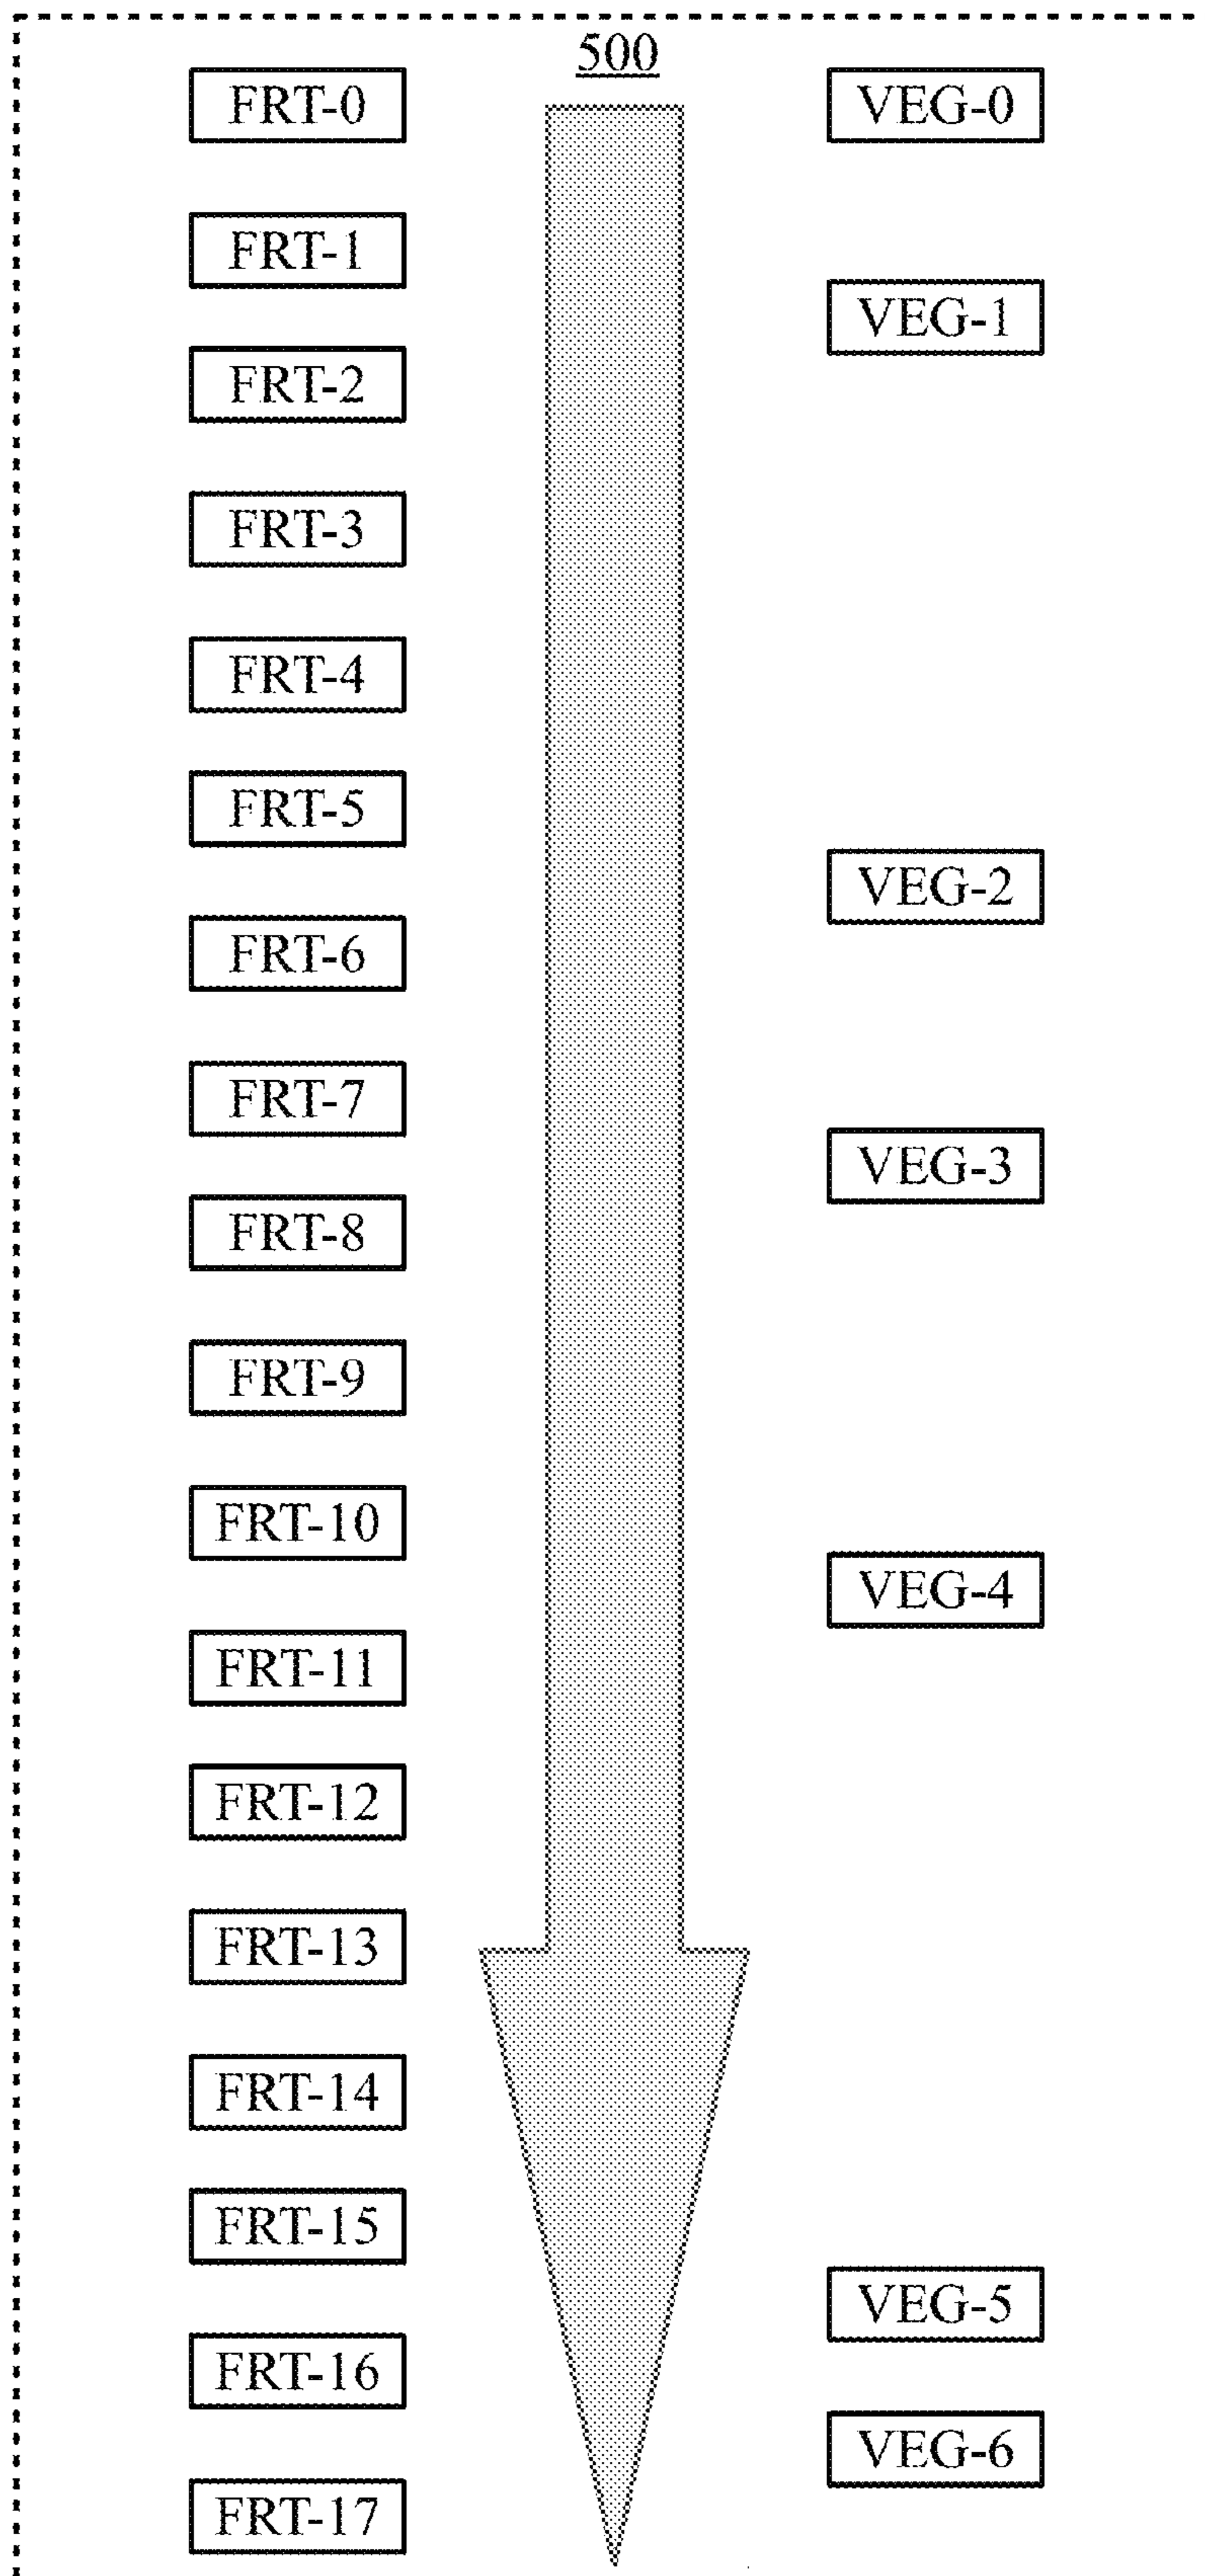 500
FRT-0
VEG-0
FRT-1
VEG-1
FRT-2
FRT-3
FRT-4
FRT-5
VEG-2
FRT-6
FRT-7
VEG-3
FRT-8
FRT-9
FRT-10
VEG-4
FRT-11
FRT-12
FRT-13
FRT-14
FRT-15
VEG-5
FRT-16
VEG-6
FRT-17